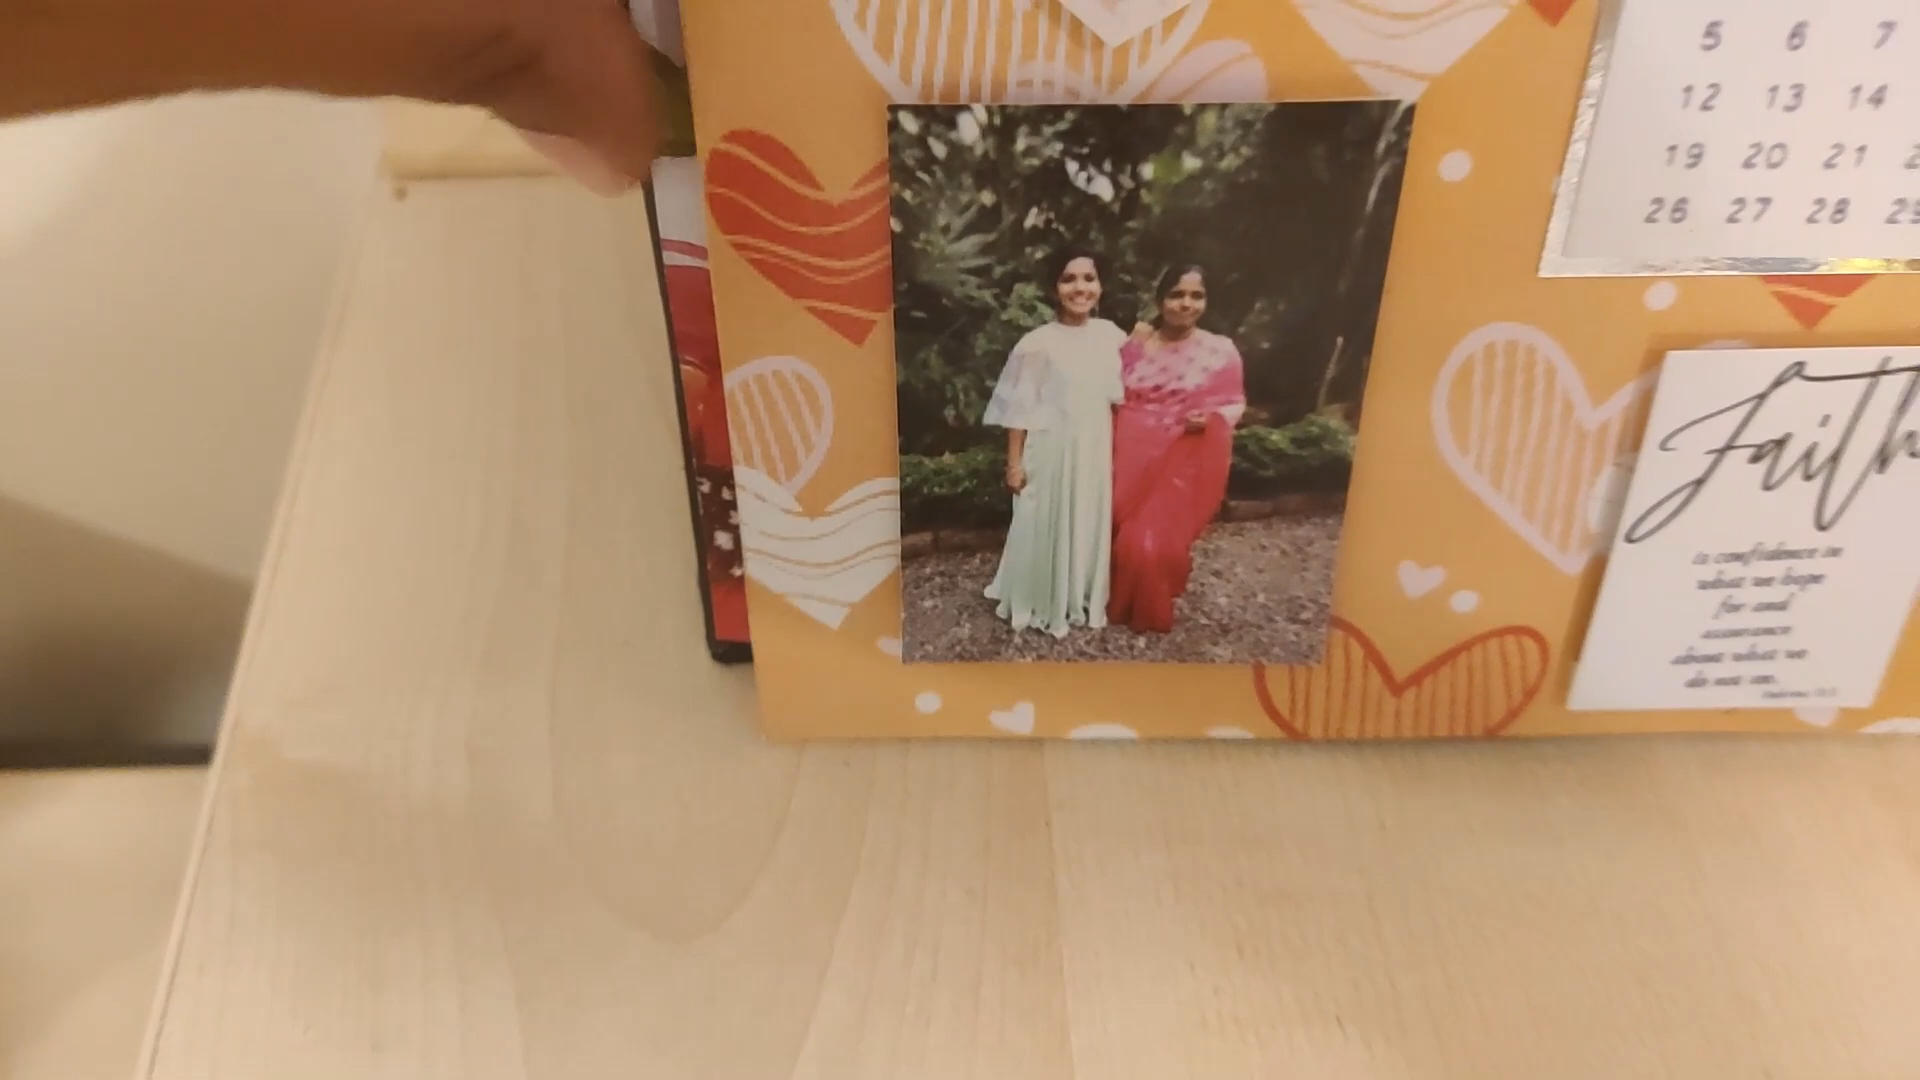 5 6 7
12 13 14
19 20 21
26 27 28 29
Faith
is confidence in
what we hope
for and
assurance
about what we
do not see.